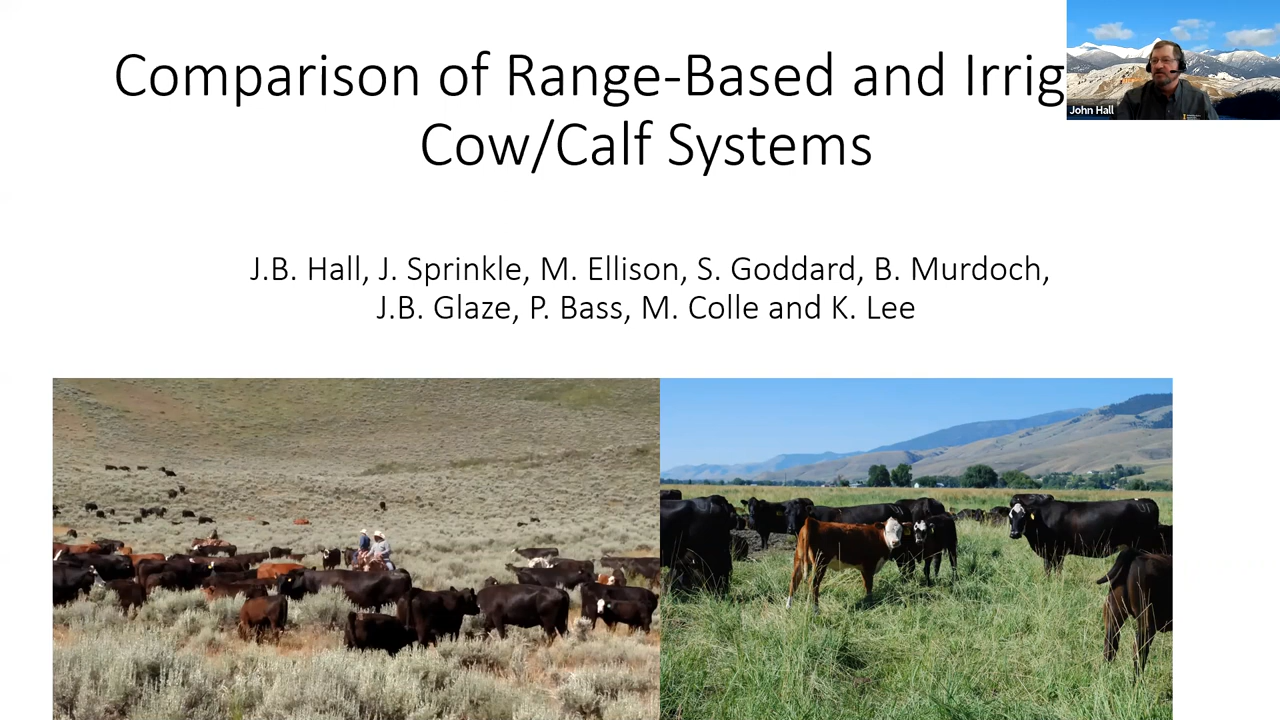 Comparison of Range-Based and Irrig
Cow/Calf Systems
John Hall
J.B. Hall, J. Sprinkle, M. Ellison, S. Goddard, B. Murdoch,
J.B. Glaze, P. Bass, M. Colle and K. Lee